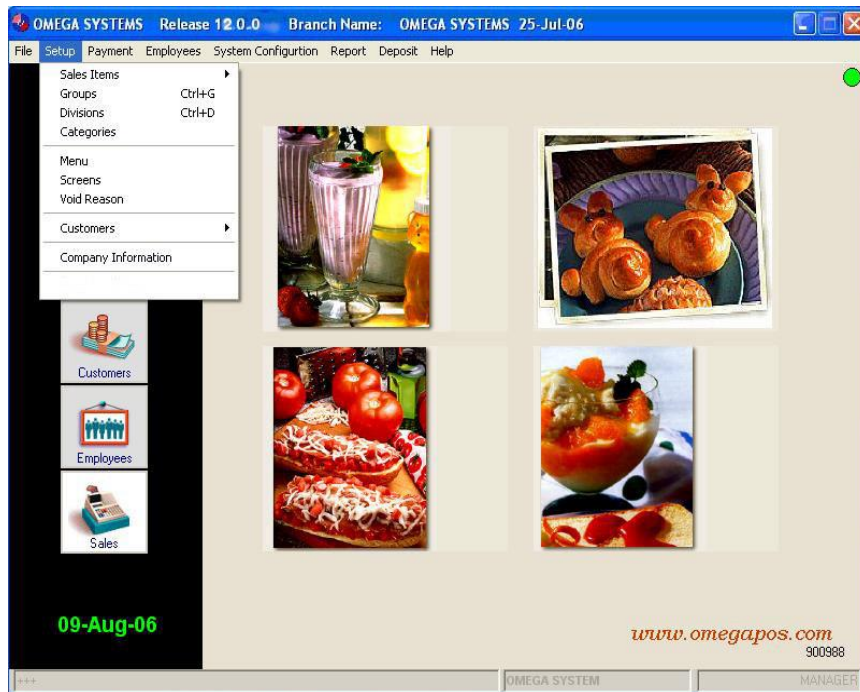 OMEGA SYSTEMS Release 12.0.0 Branch Name: OMEGA SYSTEMS 25-Jul-06
File Setup Payment Employees System Configurtion Report Deposit Help
Sales Items
Groups Ctrl+G
Divisions Ctrl+D
Categories
Menu
Screens
Void Reason
Customers
Company Information
Customers
Employees
Sales
09-Aug-06
www.omegapos.com
900988
+++ OMEGA SYSTEM MANAGER